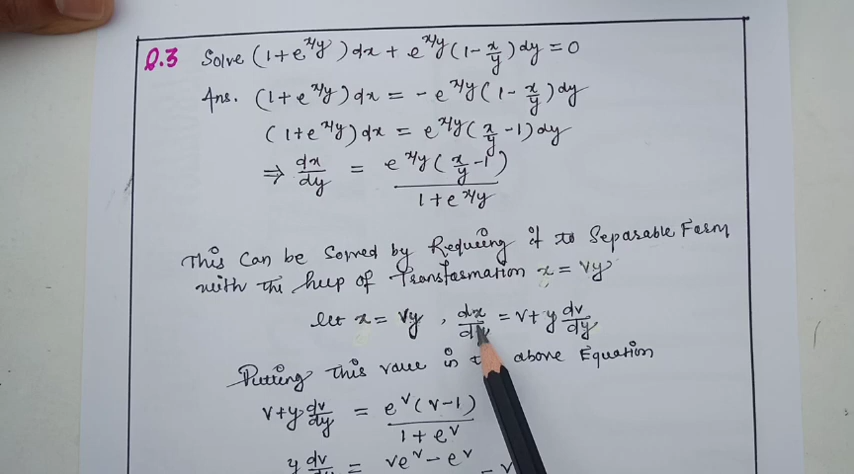 Q.3 Solve (1+e^x/y)dx + e^x/y(1-x/y)dy = 0
Ans. (1+e^x/y)dx = -e^x/y(1-x/y)dy
(1+e^x/y)dx = e^x/y(x/y-1)dy
⇒ dx/dy = e^x/y(x/y-1)/1+e^x/y
This Can be Solved by Reducing it to Separable Form
with the help of Transformation x = vy
let x = vy, dx/dy = v+y dv/dy
Putting This value in the above Equation
v+y dv/dy = e^v(v-1)/1+e^v
y dv/ = ve^v-e^v -v